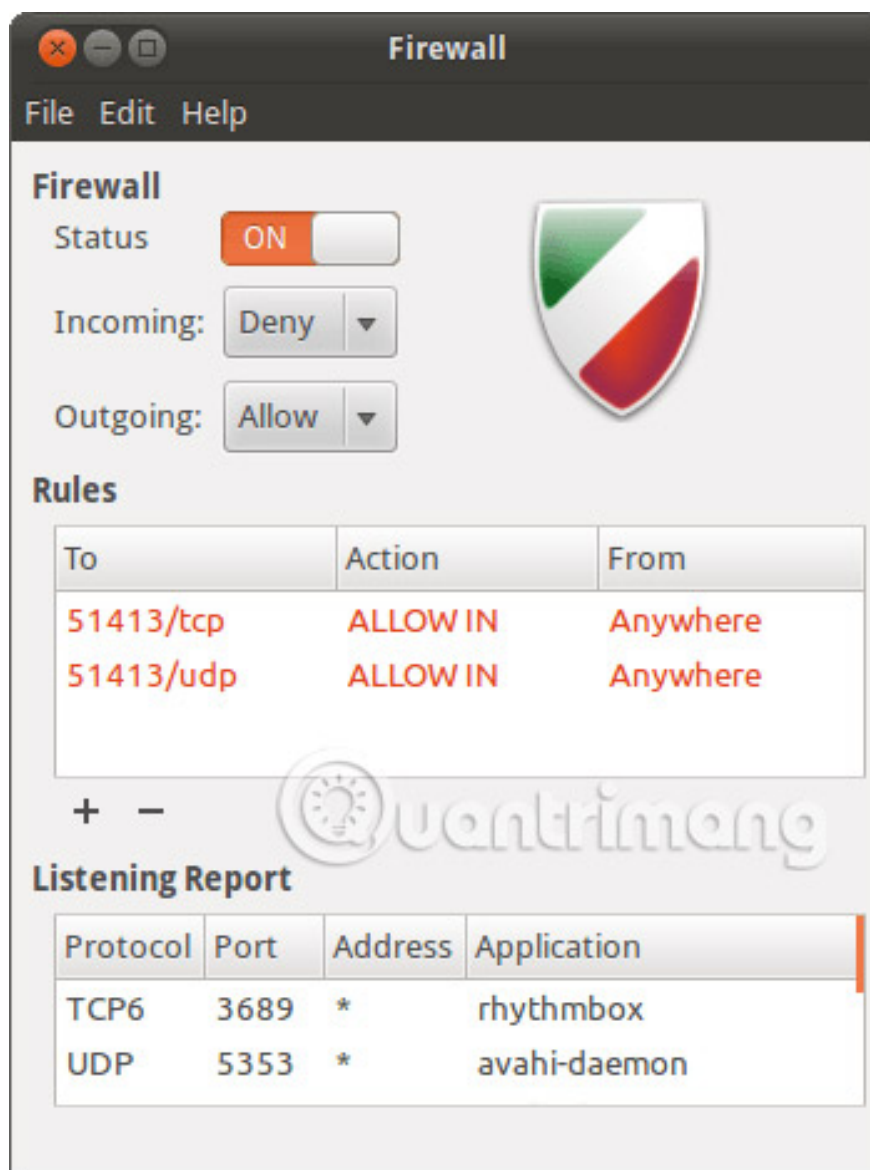 Firewall
File Edit Help
Firewall
Status ON
Incoming: Deny
Outgoing: Allow
Rules
To Action From
51413/tcp ALLOW IN Anywhere
51413/udp ALLOW IN Anywhere
+ −
Quantrimang
Listening Report
Protocol Port Address Application
TCP6 3689 * rhythmbox
UDP 5353 * avahi-daemon